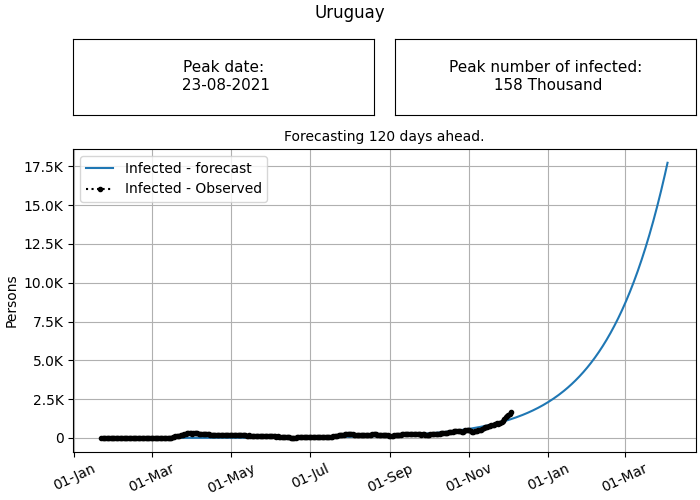 Uruguay
Peak date:
23-08-2021
Peak number of infected:
158 Thousand
Forecasting 120 days ahead.
Infected - forecast
Infected - Observed
Persons
17.5K
15.0K
12.5K
10.0K
7.5K
5.0K
2.5K
0
01-Jan
01-Mar
01-May
01-Jul
01-Sep
01-Nov
01-Jan
01-Mar